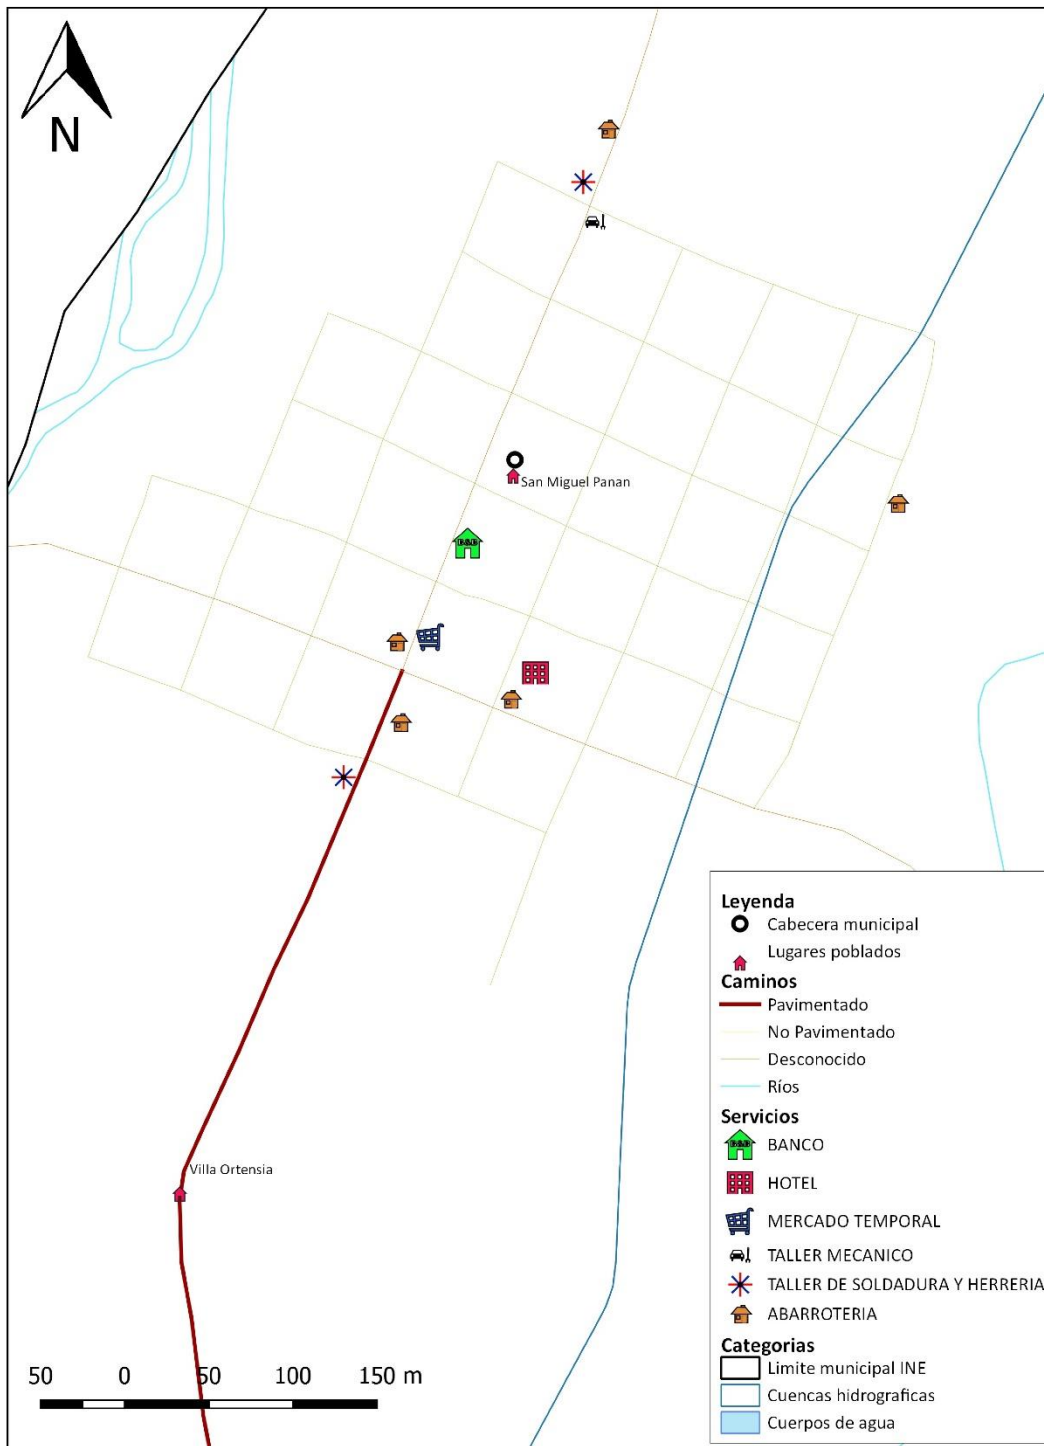 N
San Miguel Panan
Villa Ortensia
50 0 50 100 150 m
Leyenda
Cabecera municipal
Lugares poblados
Caminos
Pavimentado
No Pavimentado
Desconocido
Ríos
Servicios
BANCO
HOTEL
MERCADO TEMPORAL
TALLER MECANICO
TALLER DE SOLDADURA Y HERRERIA
ABARROTERIA
Categorias
Limite municipal INE
Cuencas hidrograficas
Cuerpos de agua